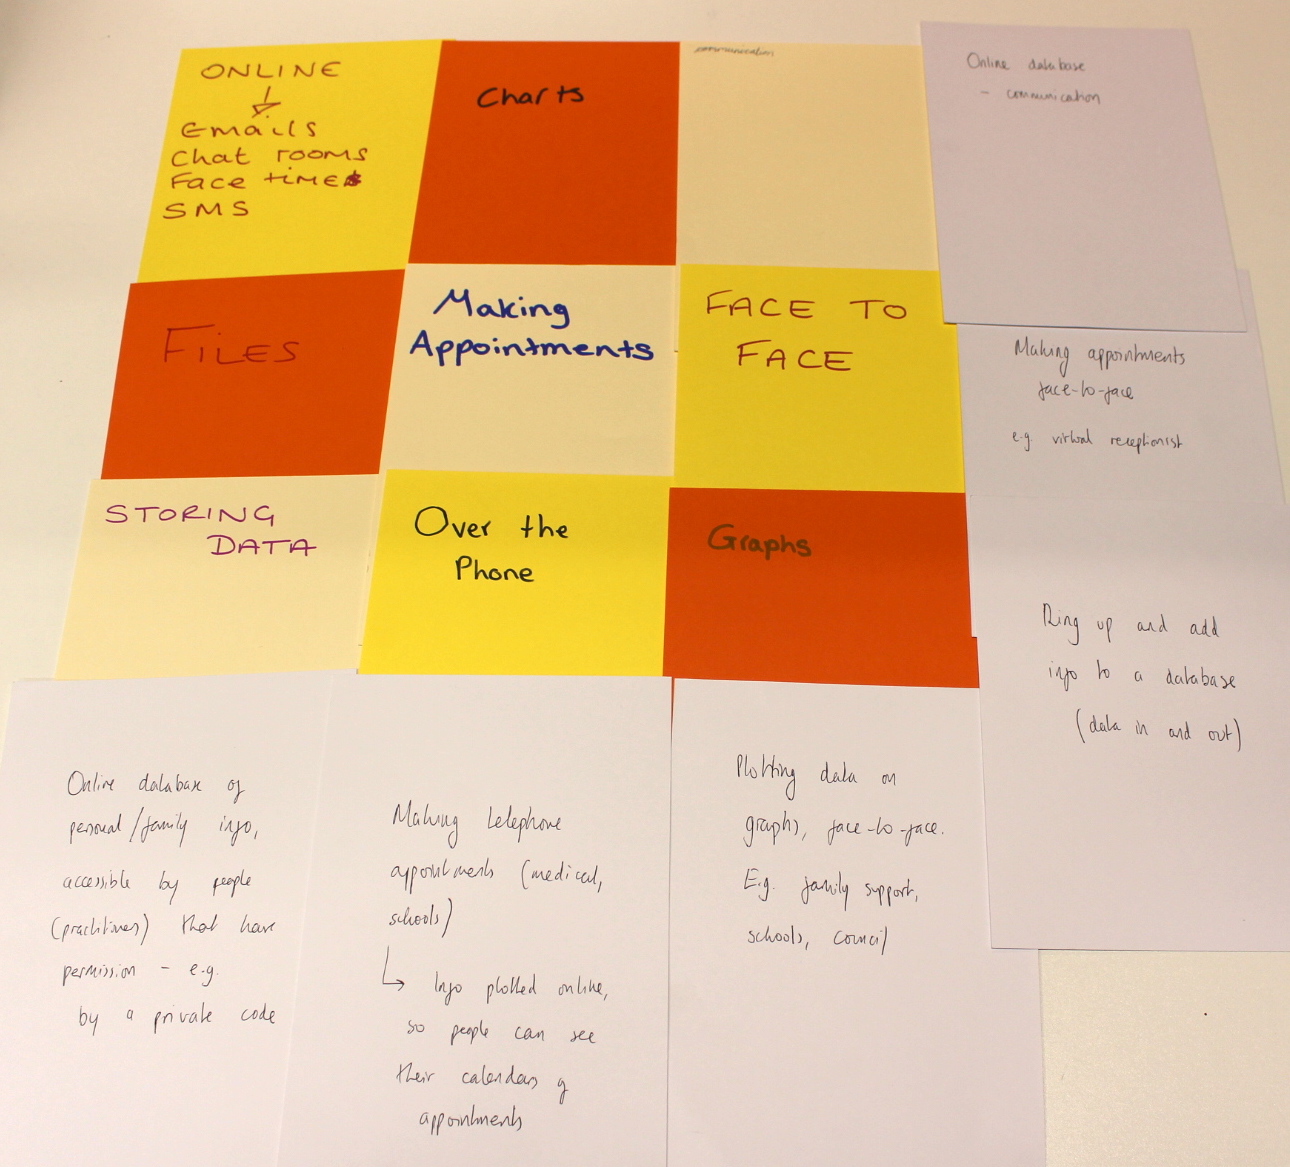 ONLINE
Emails
Chat rooms
Face times
SMS
Charts
communication
Online database
- communication
FILES
Making
Appointments
FACE TO
FACE
Making appointments
face-to-face
e.g. virtual receptionist
STORING
DATA
Over the
Phone
Graphs
Ring up and add
info to a database
(data in and out)
Online database of
personal/family info,
accessible by people
(practitioners) that have
permission - e.g.
by a private code
Making telephone
appointments (medical,
schools)
Info plotted online,
so people can see
their calendars of
appointments
Plotting data on
graphs, face-to-face.
E.g. family support,
schools, council